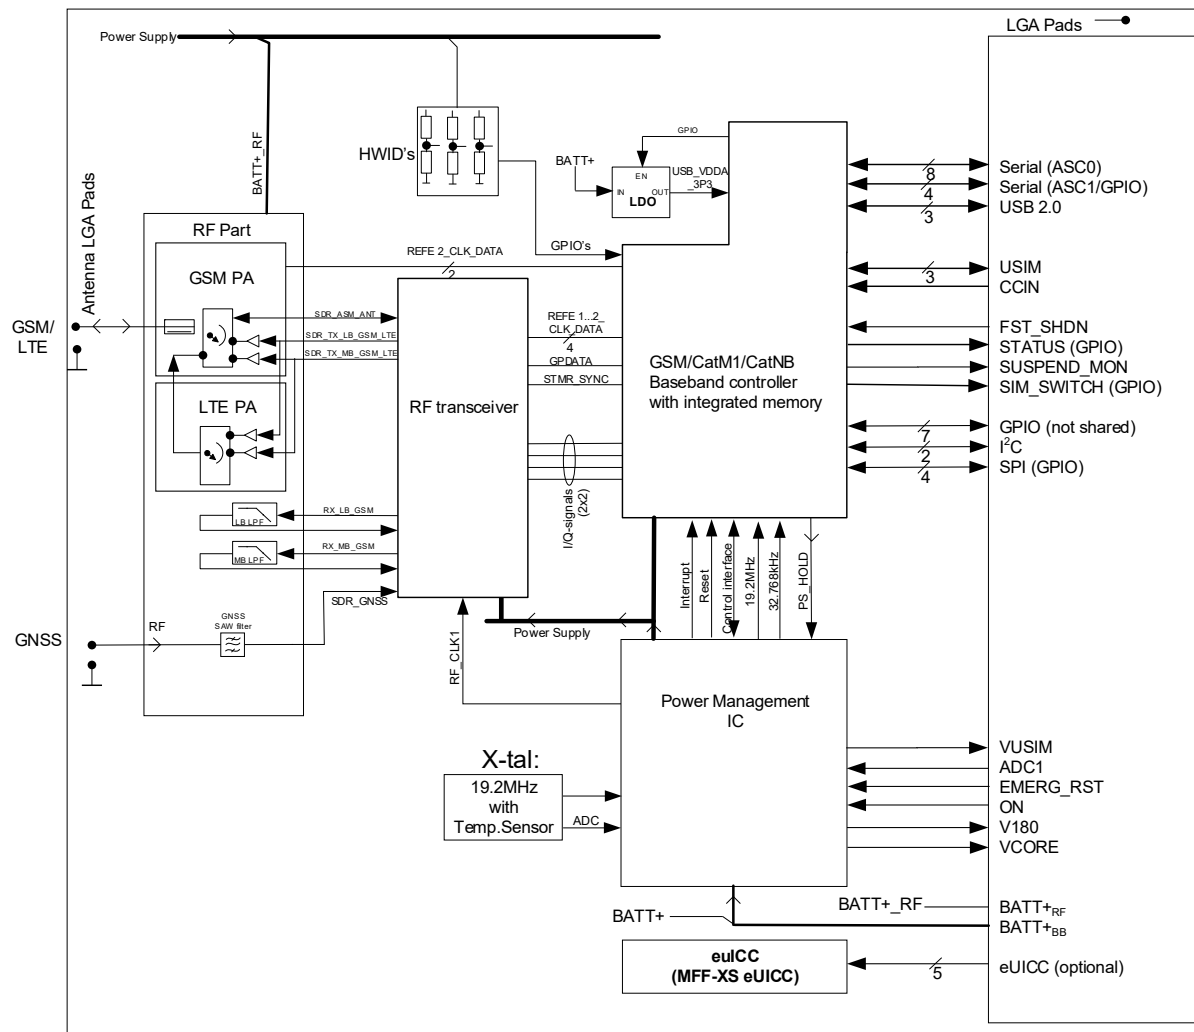 LGA Pads
Power Supply
BATT+_RF
HWID's
GPIO
BATT+
EN
IN
OUT
LDO
USB_VDDA
_3P3
GPIO's
Antenna LGA Pads
RF Part
GSM PA
LTE PA
GSM/
LTE
REFE 2_CLK_DATA
2
SDR_ASM_ANT
SDR_TX_LB_GSM_LTE
SDR_TX_MB_GSM_LTE
RF transceiver
REFE 1...2_
CLK_DATA
4
GPDATA
STMR_SYNC
I/Q-signals
(2x2)
GSM/CatM1/CatNB
Baseband controller
with integrated memory
8
Serial (ASC0)
4
Serial (ASC1/GPIO)
3
USB 2.0
3
USIM
CCIN
FST_SHDN
STATUS (GPIO)
SUSPEND_MON
SIM_SWITCH (GPIO)
7
GPIO (not shared)
2
I²C
4
SPI (GPIO)
LB LPF
RX_LB_GSM
MB LPF
RX_MB_GSM
SDR_GNSS
GNSS
RF
GNSS
SAW filter
RF_CLK1
Power Supply
Interrupt
Reset
Control interface
19.2MHz
32.768kHz
PS_HOLD
Power Management
IC
X-tal:
19.2MHz
with
Temp.Sensor
ADC
VUSIM
ADC1
EMERG_RST
ON
V180
VCORE
BATT+_RF
BATT+RF
BATT+
BATT+BB
euICC
(MFF-XS eUICC)
5
eUICC (optional)